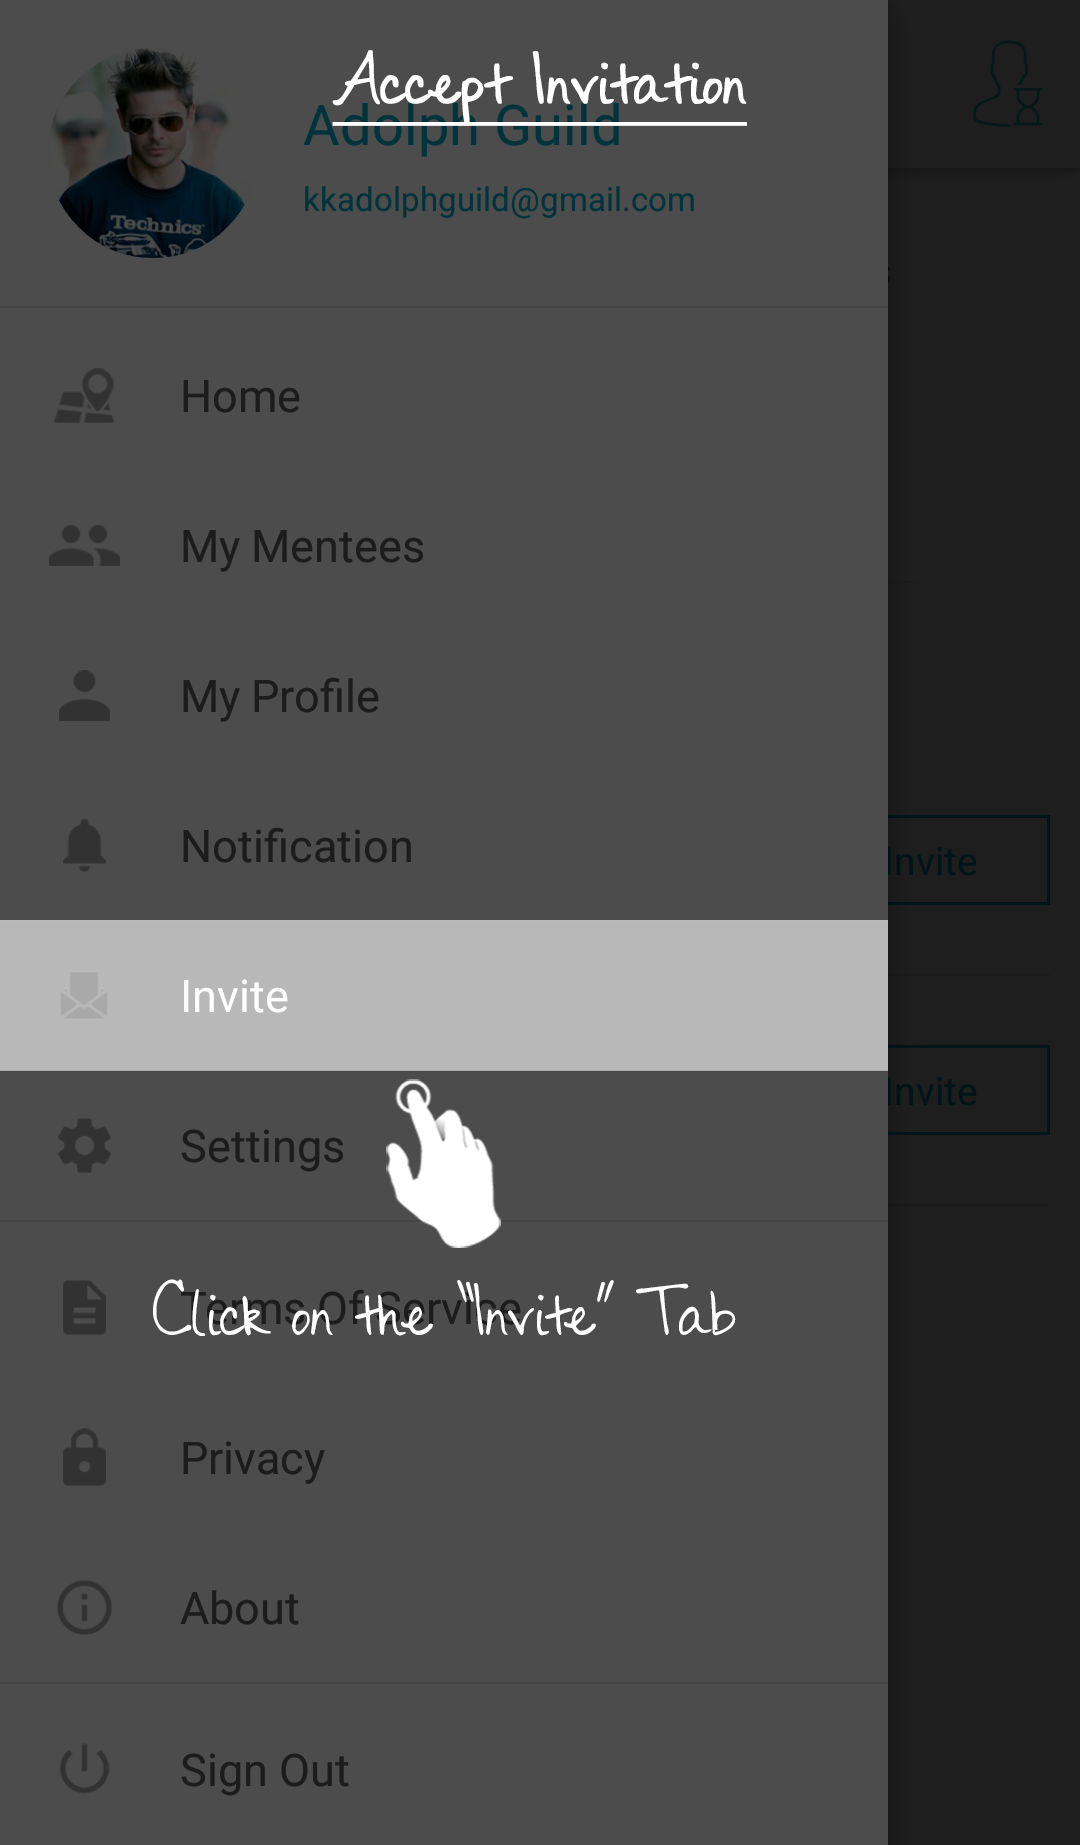 Accept Invitation
Adolph Guild
kkadolphguild@gmail.com
Technics
Home
My Mentees
My Profile
Notification
Invite
Invite
Invite
Settings
Terms Of Service
Click on the "Invite" Tab
Privacy
About
Sign Out